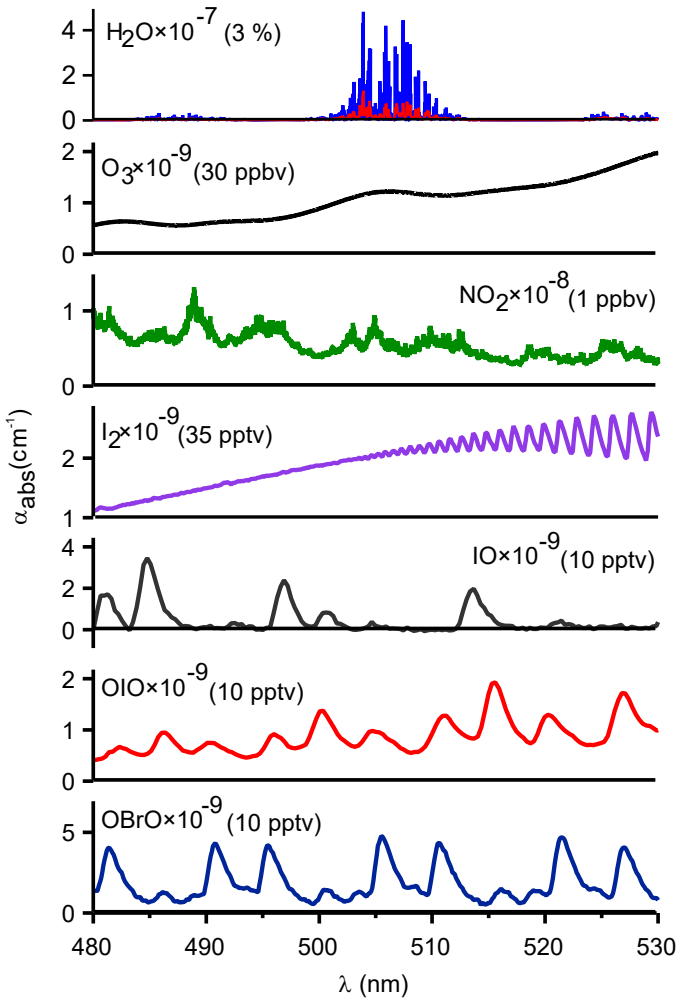 H2O×10-7 (3 %)
4
2
0
O3×10-9 (30 ppbv)
2
1
0
NO2×10-8 (1 ppbv)
1
0
I2×10-9 (35 pptv)
2
1
IO×10-9 (10 pptv)
4
2
0
OIO×10-9 (10 pptv)
2
1
0
OBrO×10-9 (10 pptv)
5
0
αabs(cm-1)
480 490 500 510 520 530
λ (nm)